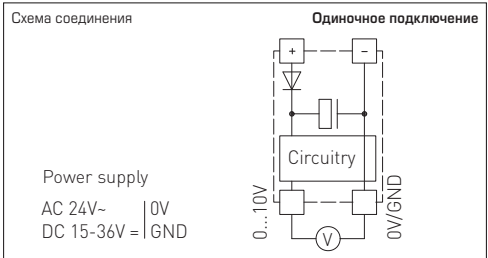 Схема соединения
Одиночное подключение
+ –
Circuitry
Power supply
AC 24V~ | 0V
DC 15-36V = | GND
0...10V
0V/GND
V